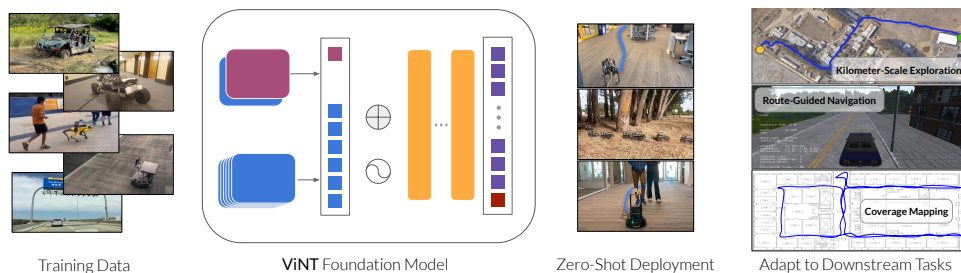 Kilometer-Scale Exploration
Route-Guided Navigation
Coverage Mapping
Training Data
ViNT Foundation Model
Zero-Shot Deployment
Adapt to Downstream Tasks